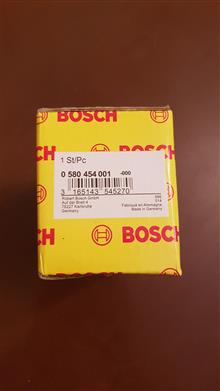 BOSCH
1 St/Pc
0 580 454 001 -000
3 165143 545270
Robert Bosch GmbH
Auf der Breit 4
76227 Karlsruhe
Germany
Fabriqué en Allemagne
Made in Germany
BOSCH